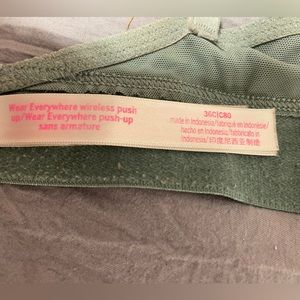 Wear Everywhere wireless push
up/Wear Everywhere push-up
sans armature
36C|C80
made in Indonesia/fabriqué en Indonésie/
hecho en Indonesia/fabbricato in
Indonesia/印度尼西亚制造